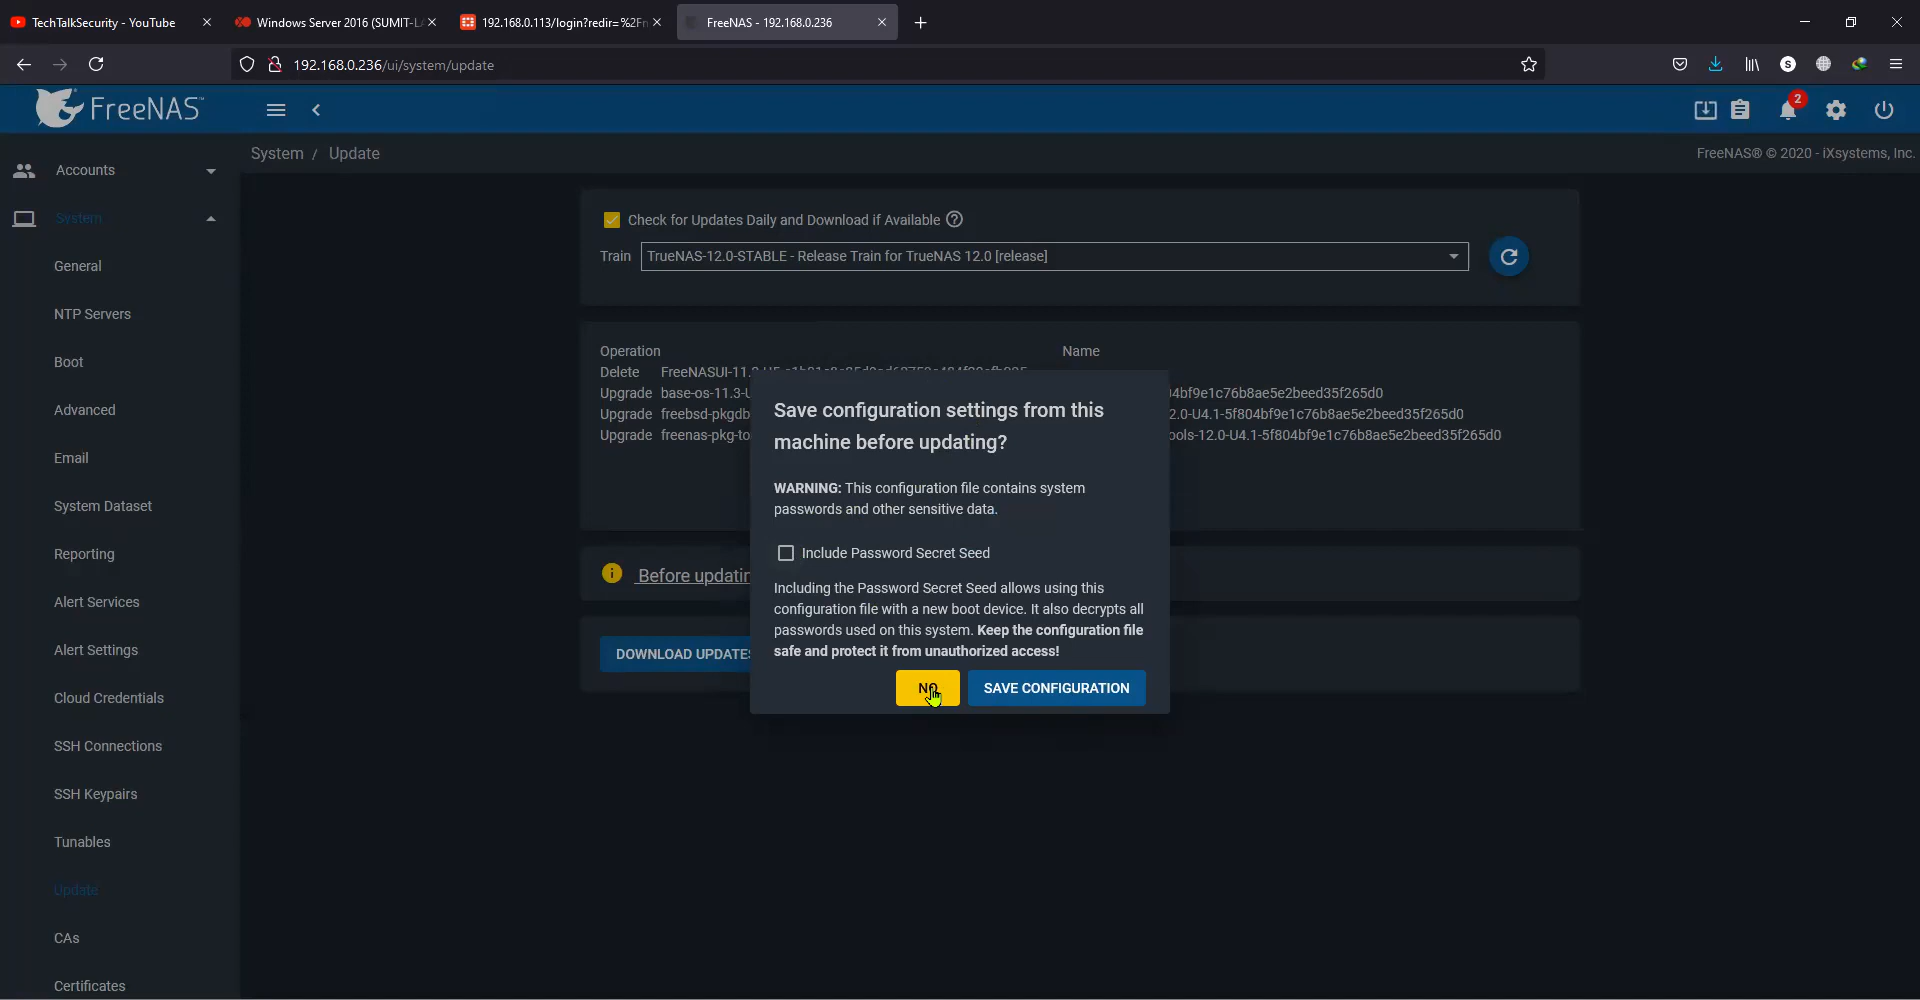 TechTalkSecurity - YouTube
Windows Server 2016 (SUMIT-LA
192.168.0.113/login?redir=%2Fn
FreeNAS - 192.168.0.236
192.168.0.236/ui/system/update
FreeNAS™
2
System / Update
FreeNAS® © 2020 - iXsystems, Inc.
Accounts
System
General
NTP Servers
Boot
Advanced
Email
System Dataset
Reporting
Alert Services
Alert Settings
Cloud Credentials
SSH Connections
SSH Keypairs
Tunables
Update
CAs
Certificates
Check for Updates Daily and Download if Available
Train TrueNAS-12.0-STABLE - Release Train for TrueNAS 12.0 [release]
Operation Name
Delete
Upgrade base-os-11.3-U 4bf9e1c76b8ae5e2beed35f265d0
Upgrade freebsd-pkgdb 2.0-U4.1-5f804bf9e1c76b8ae5e2beed35f265d0
Upgrade freenas-pkg-to ols-12.0-U4.1-5f804bf9e1c76b8ae5e2beed35f265d0
Before updatin
DOWNLOAD UPDATES
Save configuration settings from this
machine before updating?
WARNING: This configuration file contains system
passwords and other sensitive data.
Include Password Secret Seed
Including the Password Secret Seed allows using this
configuration file with a new boot device. It also decrypts all
passwords used on this system. Keep the configuration file
safe and protect it from unauthorized access!
NO
SAVE CONFIGURATION